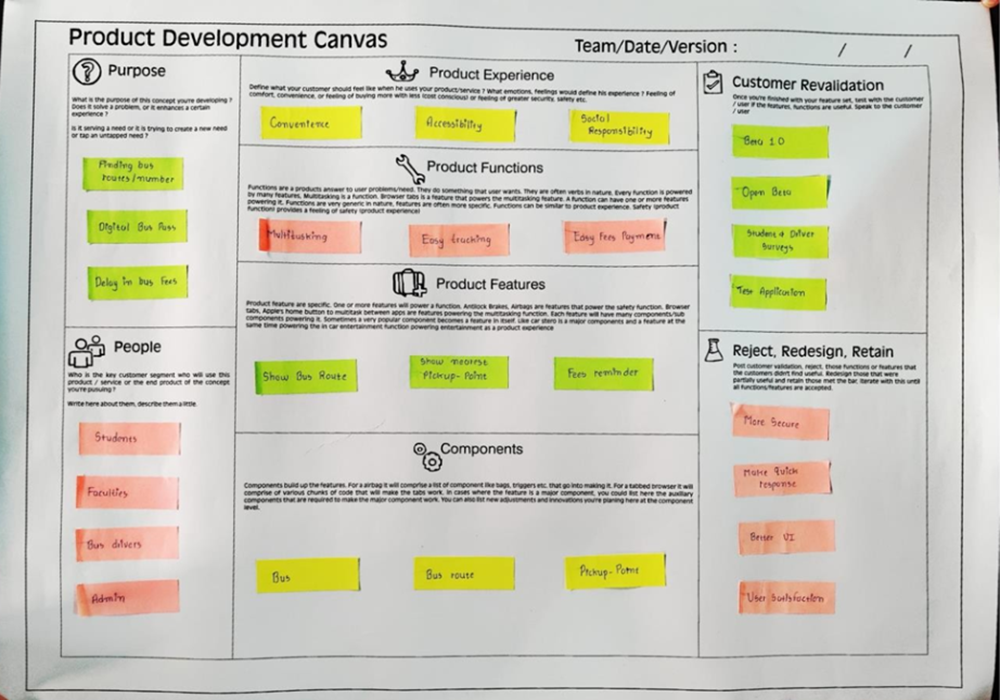 Product Development Canvas
Team/Date/Version : / /
Purpose
What is the purpose of this concept you're developing ?
Does it solve a problem, or it enhances a certain
experience ?
Is it serving a need or it is trying to create a new need
or tap an untapped need ?
Finding bus
routes/number
Digital Bus Pass
Delay in bus Fees
People
Who is the key customer segment who will use this
product / service or the end product of the concept
you're pursuing ?
Write here about them, describe them a little.
Students
Faculties
Bus drivers
Admin
Product Experience
Define what your customer should feel like when he uses your product/service ? What emotions, feelings would define his experience ? Feeling of
comfort, convenience, or feeling of buying more with less (cost conscious) or feeling of greater security, safety etc.
Convenience
Accessibility
Social
Responsibility
Product Functions
Functions are a products answer to user problems/need. They do something that user wants. They are often verbs in nature. Every function is powered
by many features. Multitasking is a function. Browser tabs is a feature that powers the multitasking feature. A function can have one or more features
powering it. Functions are very generic in nature, features are often more specific. Functions can be similar to product experience. Safety (product
function) provides a feeling of safety (product experience)
Multitasking
Easy tracking
Easy Fees Payment
Product Features
Product feature are specific. One or more features will power a function. Antilock Brakes, Airbags are features that power the safety function. Browser
tabs, Apple's home button to multitask between apps are features powering the multitasking function. Each feature will have many components/sub
components powering it. Sometimes a very popular component becomes a feature in itself. Like car stereo is a major components and a feature at the
same time powering the in car entertainment function powering entertainment as a product experience
Show Bus Route
Show nearest
Pickup-Point
Fees reminder
Components
Components build up the features. For a airbag it will comprise a list of component like bags, triggers etc. that go into making it. For a tabbed browser it will
comprise of various chunks of code that will make the tabs work. In cases where the feature is a major component, you could list here the auxiliary
components that are required to make the major component work. You can also list new adjustments and innovations you're planing here at the component
level.
Bus
Bus route
Pickup-Point
Customer Revalidation
Once you're finished with your feature set, test with the customer
/ user if the features, functions are useful. Speak to the customer
/ user
Beta 1.0
Open Beta
Student & Driver
Surveys
Test Application
Reject, Redesign, Retain
Post customer validation, reject, those functions or features that
the customers didn't find useful. Redesign those that were
partially useful and retain those met the bar. Iterate with this until
all functions/features are accepted.
More Secure
Make Quick
response
Better UI
User Satisfaction